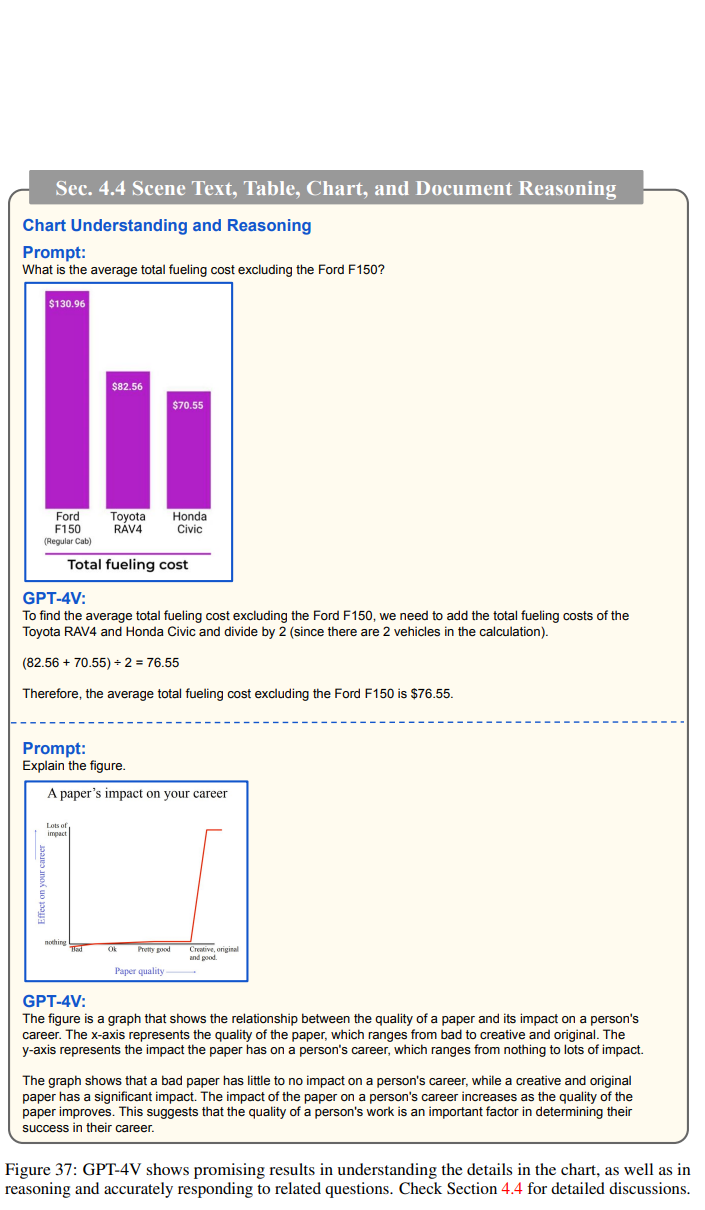 Sec. 4.4 Scene Text, Table, Chart, and Document Reasoning
Chart Understanding and Reasoning
Prompt:
What is the average total fueling cost excluding the Ford F150?
$130.96
$82.56
$70.55
Ford
F150
(Regular Cab)
Toyota
RAV4
Honda
Civic
Total fueling cost
GPT-4V:
To find the average total fueling cost excluding the Ford F150, we need to add the total fueling costs of the
Toyota RAV4 and Honda Civic and divide by 2 (since there are 2 vehicles in the calculation).
(82.56 + 70.55) ÷ 2 = 76.55
Therefore, the average total fueling cost excluding the Ford F150 is $76.55.
Prompt:
Explain the figure.
A paper's impact on your career
Lots of
impact
Effect on your career
nothing
Bad
Ok
Pretty good
Creative, original
and good.
Paper quality
GPT-4V:
The figure is a graph that shows the relationship between the quality of a paper and its impact on a person's
career. The x-axis represents the quality of the paper, which ranges from bad to creative and original. The
y-axis represents the impact the paper has on a person's career, which ranges from nothing to lots of impact.
The graph shows that a bad paper has little to no impact on a person's career, while a creative and original
paper has a significant impact. The impact of the paper on a person's career increases as the quality of the
paper improves. This suggests that the quality of a person's work is an important factor in determining their
success in their career.
Figure 37: GPT-4V shows promising results in understanding the details in the chart, as well as in
reasoning and accurately responding to related questions. Check Section 4.4 for detailed discussions.